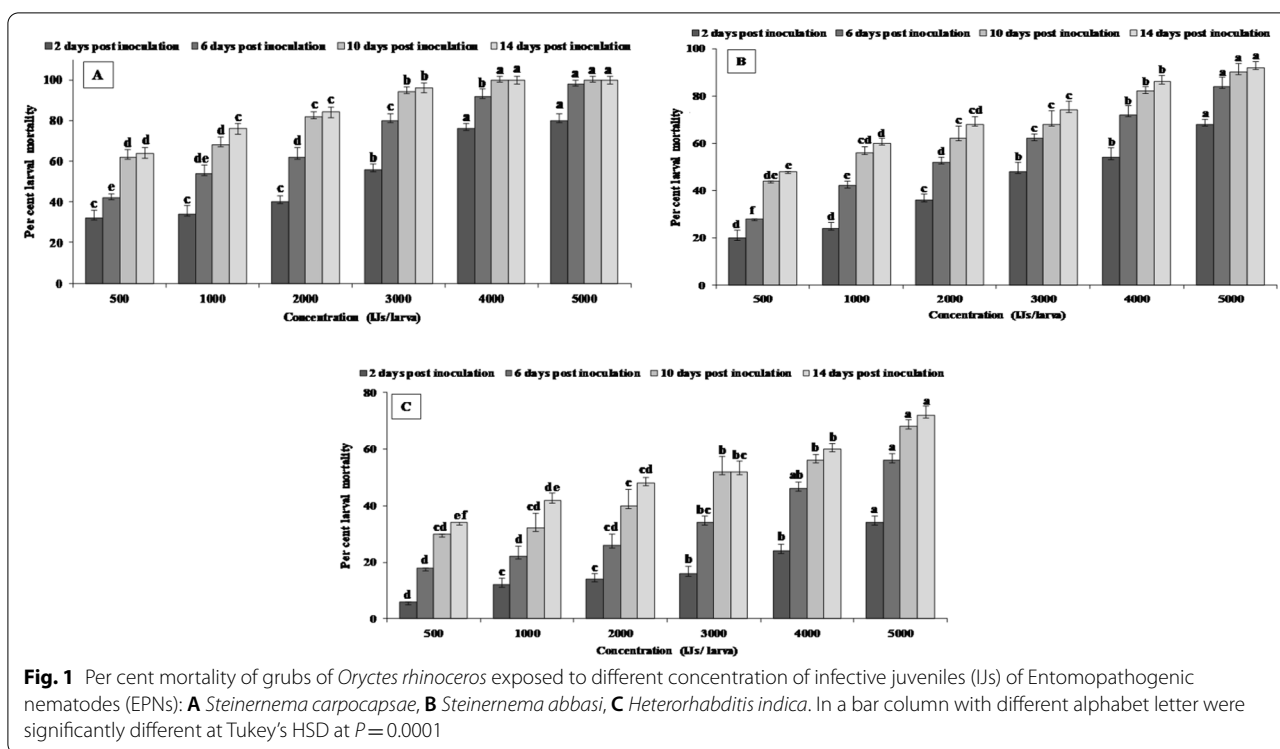 ■ 2 days post inoculation ■ 6 days post inoculation ■ 10 days post inoculation □ 14 days post inoculation
A
Per cent larval mortality
100
80
60
40
20
0
c e d d
c de d c
c d c c
b c b b
a b a a
a a a a
500 1000 2000 3000 4000 5000
Concentration (IJs/larva)
■ 2 days post inoculation ■ 6 days post inoculation ■ 10 days post inoculation □ 14 days post inoculation
B
Per cent larval mortality
100
80
60
40
20
0
d f de e
d e cd d
c d c cd
b c c c
b b b b
a a a a
500 1000 2000 3000 4000 5000
Concentration (IJs/larva)
■ 2 days post inoculation ■ 6 days post inoculation ■ 10 days post inoculation □ 14 days post inoculation
C
Per cent larval mortality
80
60
40
20
0
d d cd ef
c d cd de
c cd c cd
c bc b bc
b ab b b
a a a a
500 1000 2000 3000 4000 5000
Concentration (IJs/ larva)
Fig. 1 Per cent mortality of grubs of Oryctes rhinoceros exposed to different concentration of infective juveniles (IJs) of Entomopathogenic
nematodes (EPNs): A Steinernema carpocapsae, B Steinernema abbasi, C Heterorhabditis indica. In a bar column with different alphabet letter were
significantly different at Tukey's HSD at P = 0.0001